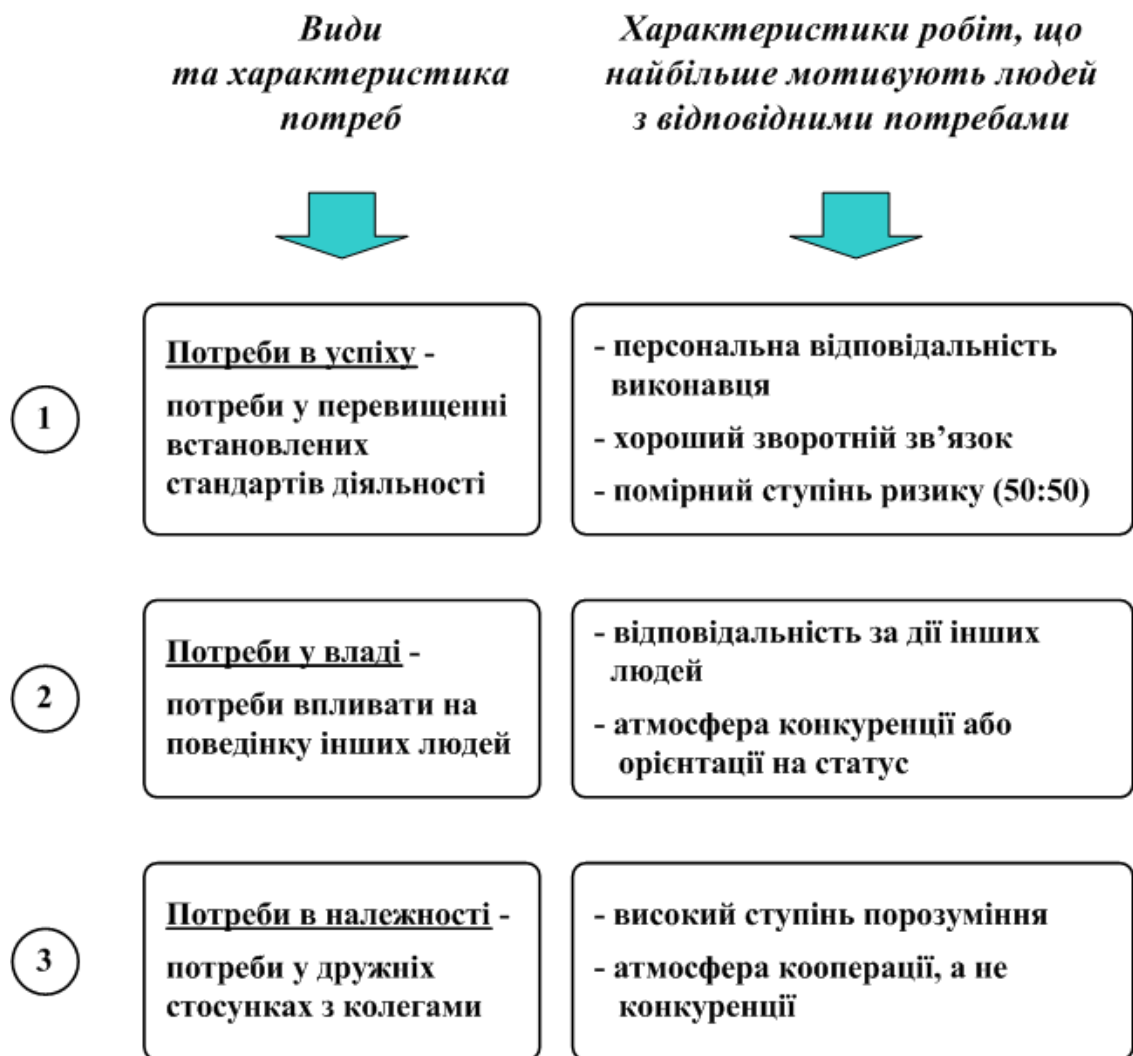 Види
та характеристика
потреб
Характеристики робіт, що
найбільше мотивують людей
з відповідними потребами
1
Потреби в успіху -
потреби у перевищенні
встановлених
стандартів діяльності
- персональна відповідальність
виконавця
- хороший зворотній зв’язок
- помірний ступінь ризику (50:50)
2
Потреби у владі -
потреби впливати на
поведінку інших людей
- відповідальність за дії інших
людей
- атмосфера конкуренції або
орієнтації на статус
3
Потреби в належності -
потреби у дружніх
стосунках з колегами
- високий ступінь порозуміння
- атмосфера кооперації, а не
конкуренції